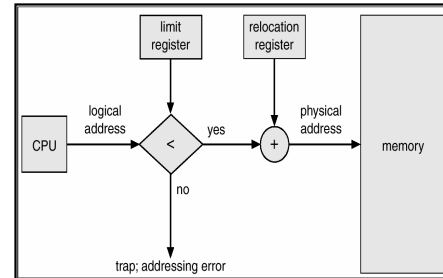 limit
register
relocation
register
logical
address
physical
address
CPU
<
yes
+
memory
no
trap; addressing error